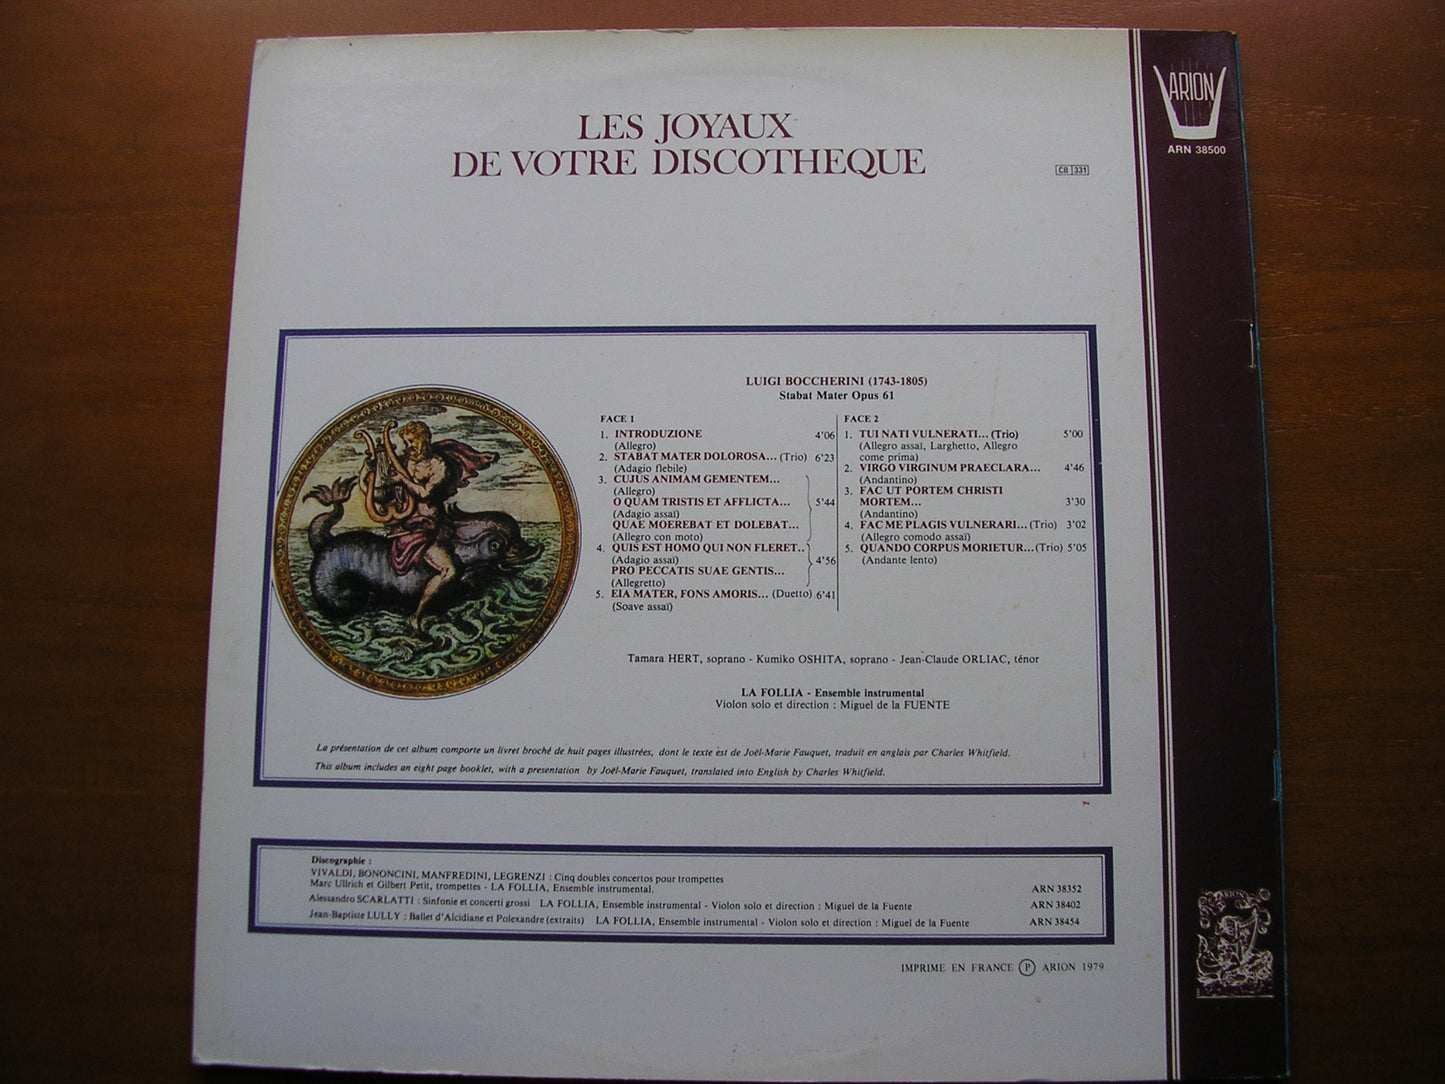 LES JOYAUX
DE VOTRE DISCOTHEQUE
CB 331
ARION
ARN 38500
LUIGI BOCCHERINI (1743-1805)
Stabat Mater Opus 61
FACE 1
1. INTRODUZIONE 4'06
(Allegro)
2. STABAT MATER DOLOROSA... (Trio) 6'23
(Adagio flebile)
3. CUJUS ANIMAM GEMENTEM...
(Allegro)
O QUAM TRISTIS ET AFFLICTA... 5'44
(Adagio assaï)
QUAE MOEREBAT ET DOLEBAT...
(Allegro con moto)
4. QUIS EST HOMO QUI NON FLERET..
(Adagio assaï) 4'56
PRO PECCATIS SUAE GENTIS...
(Allegretto)
5. EIA MATER, FONS AMORIS... (Duetto) 6'41
(Soave assaï)
FACE 2
1. TUI NATI VULNERATI... (Trio) 5'00
(Allegro assaï, Larghetto, Allegro
come prima)
2. VIRGO VIRGINUM PRAECLARA... 4'46
(Andantino)
3. FAC UT PORTEM CHRISTI
MORTEM... 3'30
(Andantino)
4. FAC ME PLAGIS VULNERARI... (Trio) 3'02
(Allegro comodo assaï)
5. QUANDO CORPUS MORIETUR... (Trio) 5'05
(Andante lento)
Tamara HERT, soprano - Kumiko OSHITA, soprano - Jean-Claude ORLIAC, ténor
LA FOLLIA - Ensemble instrumental
Violon solo et direction : Miguel de la FUENTE
La présentation de cet album comporte un livret broché de huit pages illustrées, dont le texte est de Joël-Marie Fauquet, traduit en anglais par Charles Whitfield.
This album includes an eight page booklet, with a presentation by Joël-Marie Fauquet, translated into English by Charles Whitfield.
Discographie :
VIVALDI, BONONCINI, MANFREDINI, LEGRENZI : Cinq doubles concertos pour trompettes
Marc Ullrich et Gilbert Petit, trompettes - LA FOLLIA, Ensemble instrumental. ARN 38352
Alessandro SCARLATTI : Sinfonie et concerti grossi LA FOLLIA, Ensemble instrumental - Violon solo et direction : Miguel de la Fuente ARN 38402
Jean-Baptiste LULLY : Ballet d'Alcidiane et Polexandre (extraits) LA FOLLIA, Ensemble instrumental - Violon solo et direction : Miguel de la Fuente ARN 38454
IMPRIME EN FRANCE Ⓟ ARION 1979
ARION